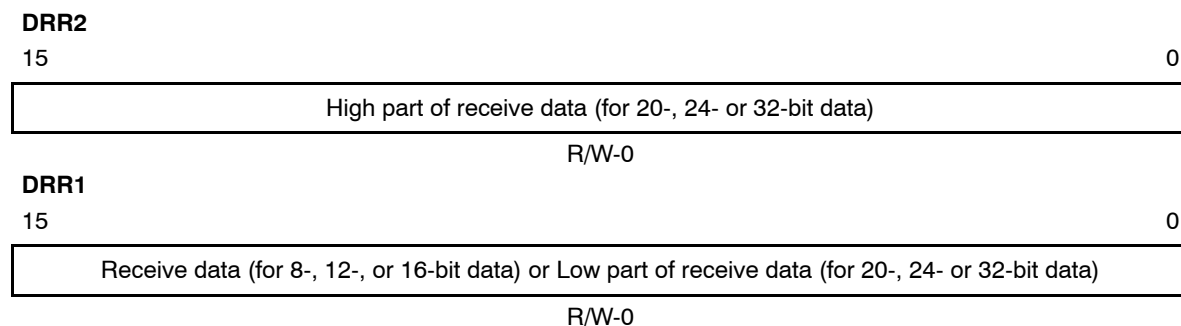 DRR2
15 0
High part of receive data (for 20-, 24- or 32-bit data)
R/W-0
DRR1
15 0
Receive data (for 8-, 12-, or 16-bit data) or Low part of receive data (for 20-, 24- or 32-bit data)
R/W-0